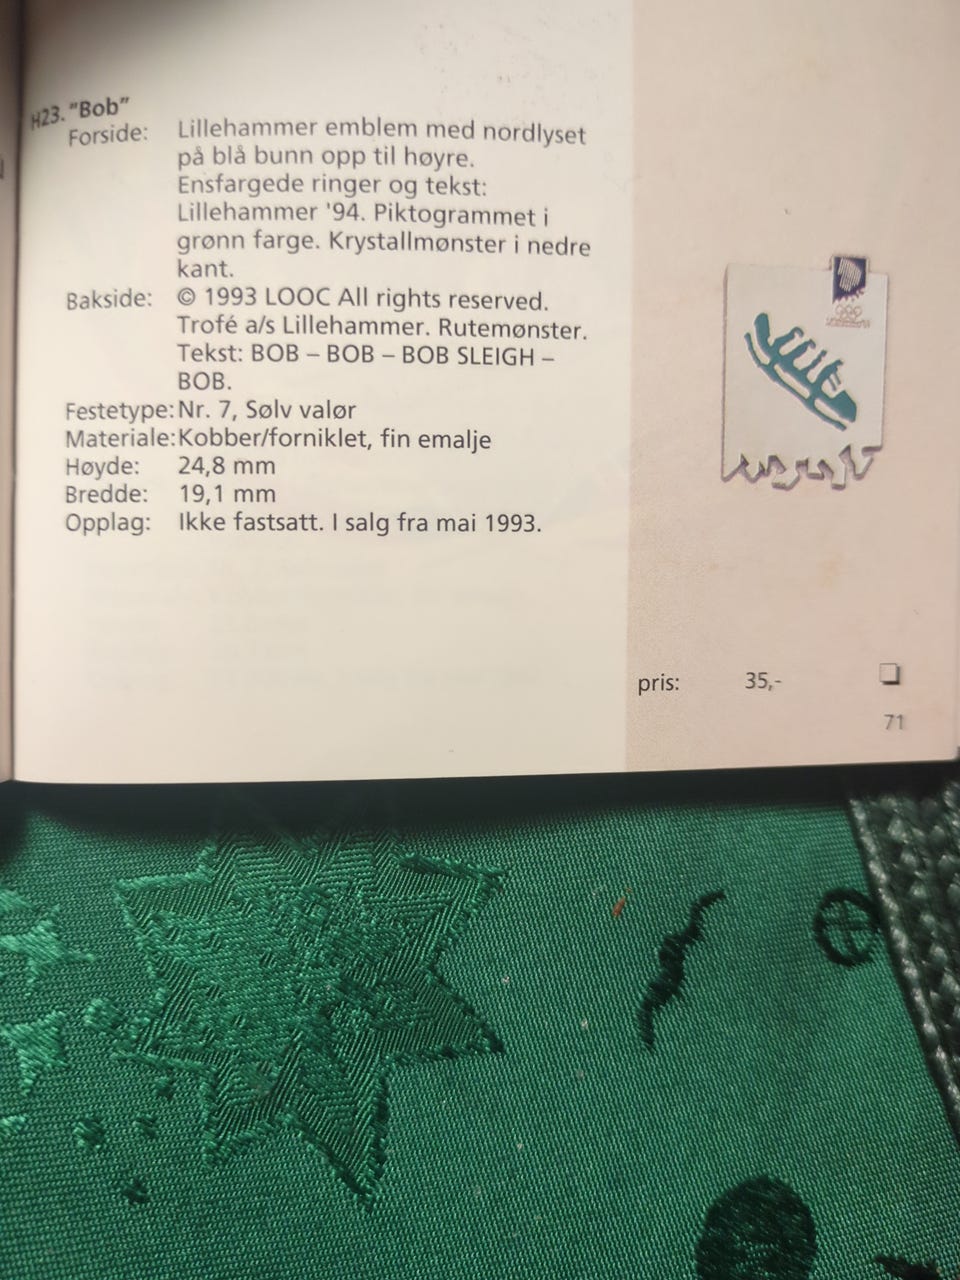 H23. "Bob"
Forside: Lillehammer emblem med nordlyset
på blå bunn opp til høyre.
Ensfargede ringer og tekst:
Lillehammer '94. Piktogrammet i
grønn farge. Krystallmønster i nedre
kant.
Bakside: © 1993 LOOC All rights reserved.
Trofé a/s Lillehammer. Rutemønster.
Tekst: BOB – BOB – BOB SLEIGH –
BOB.
Festetype: Nr. 7, Sølv valør
Materiale: Kobber/forniklet, fin emalje
Høyde: 24,8 mm
Bredde: 19,1 mm
Opplag: Ikke fastsatt. I salg fra mai 1993.
pris: 35,-
71